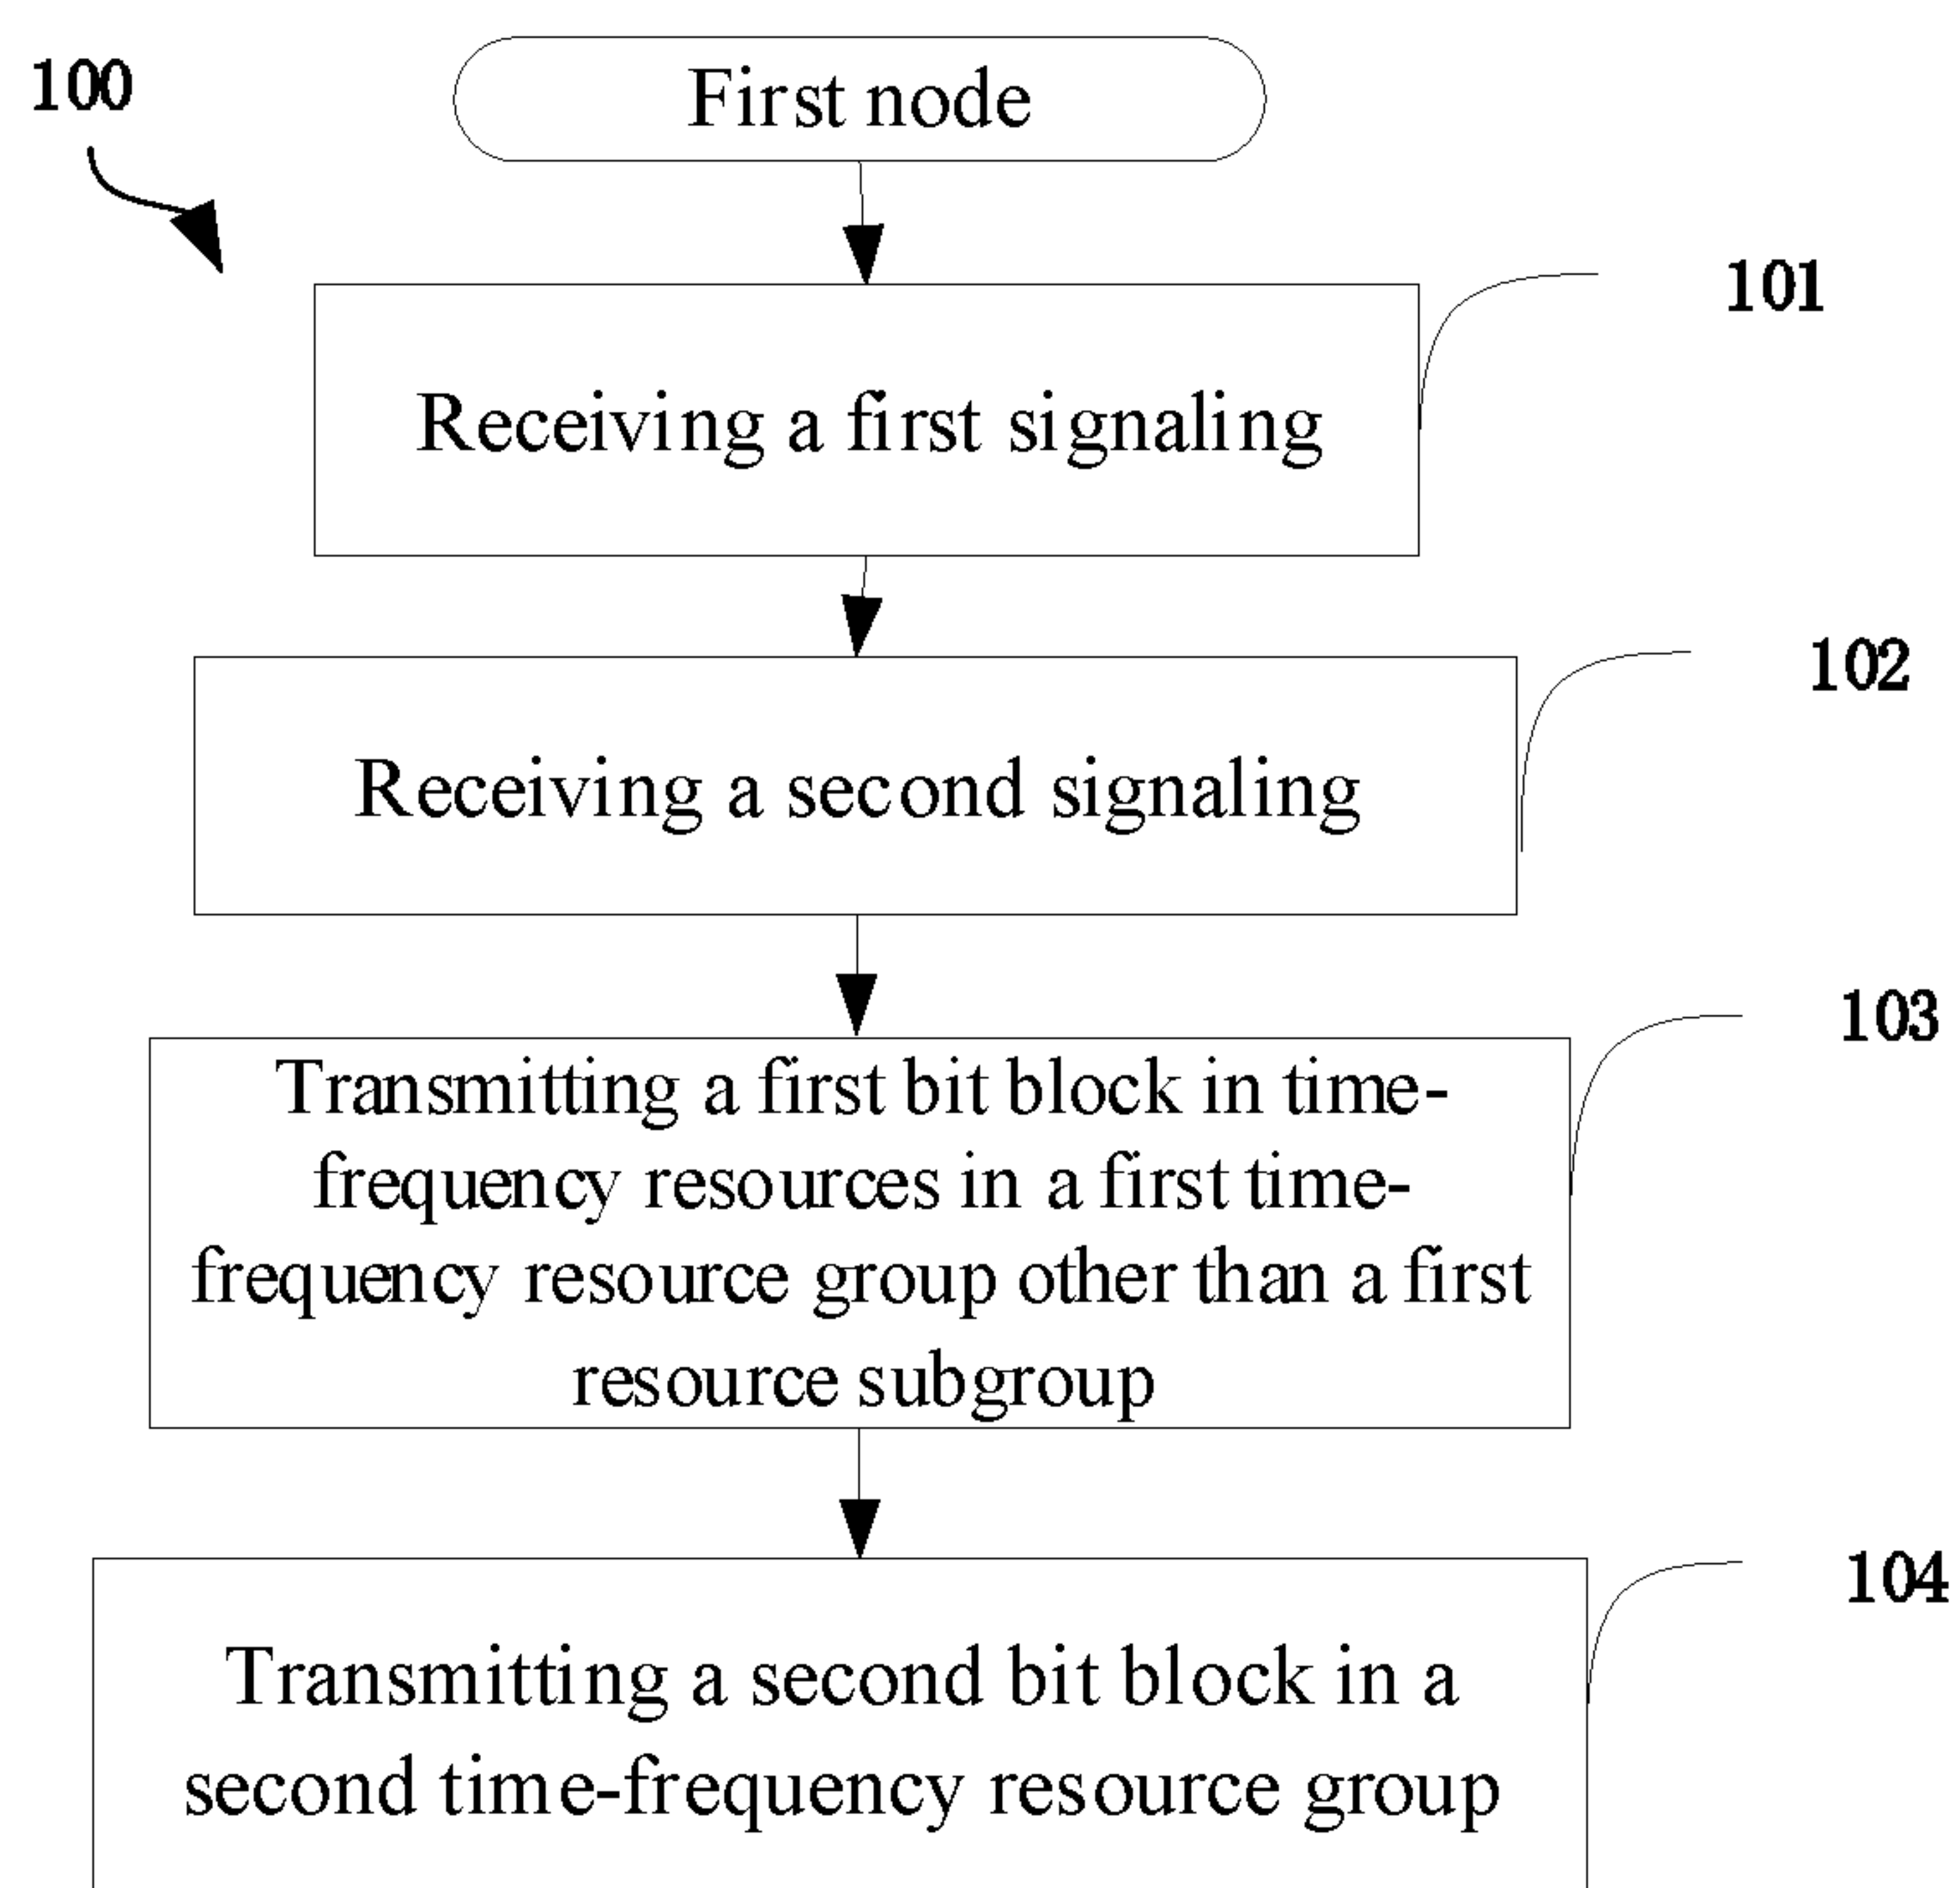 100
First node
101
Receiving a first signaling
102
Receiving a second signaling
103
Transmitting a first bit block in time-
frequency resources in a first time-
frequency resource group other than a first
resource subgroup
104
Transmitting a second bit block in a
second time-frequency resource group